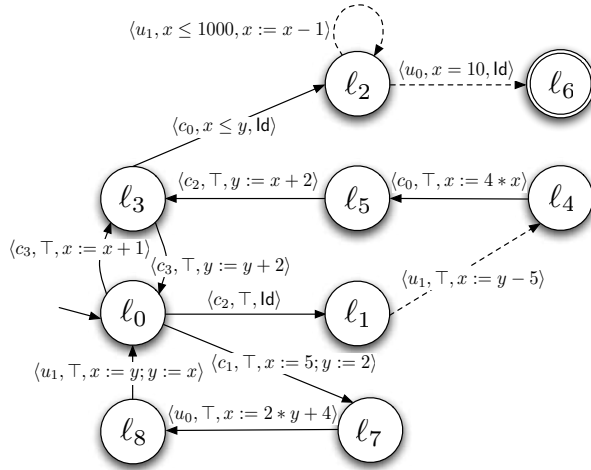 ⟨u₁, x ≤ 1000, x := x − 1⟩
ℓ₂
⟨u₀, x = 10, Id⟩
ℓ₆
⟨c₀, x ≤ y, Id⟩
ℓ₃
⟨c₂, ⊤, y := x + 2⟩
ℓ₅
⟨c₀, ⊤, x := 4 * x⟩
ℓ₄
⟨c₃, ⊤, x := x + 1⟩
⟨c₃, ⊤, y := y + 2⟩
⟨u₁, ⊤, x := y − 5⟩
ℓ₀
⟨c₂, ⊤, Id⟩
ℓ₁
⟨u₁, ⊤, x := y; y := x⟩
⟨c₁, ⊤, x := 5; y := 2⟩
ℓ₈
⟨u₀, ⊤, x := 2 * y + 4⟩
ℓ₇